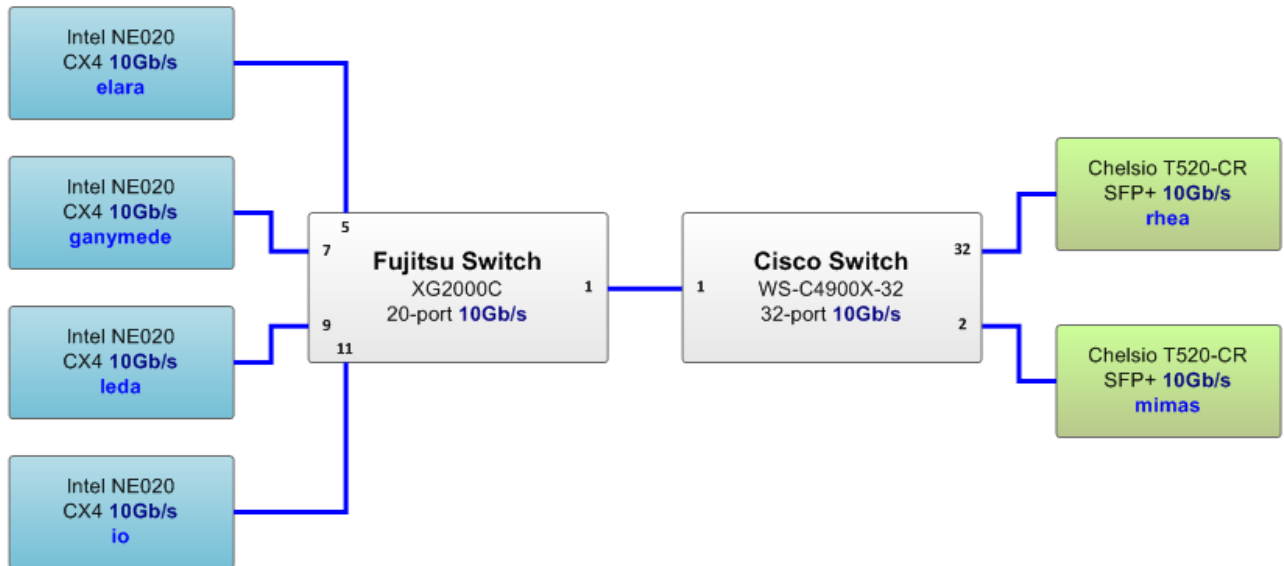 Intel NE020
CX4 10Gb/s
elara
Intel NE020
CX4 10Gb/s
ganymede
Intel NE020
CX4 10Gb/s
leda
Intel NE020
CX4 10Gb/s
io
5
7
9
11
Fujitsu Switch
XG2000C
20-port 10Gb/s
1
1
Cisco Switch
WS-C4900X-32
32-port 10Gb/s
32
2
Chelsio T520-CR
SFP+ 10Gb/s
rhea
Chelsio T520-CR
SFP+ 10Gb/s
mimas